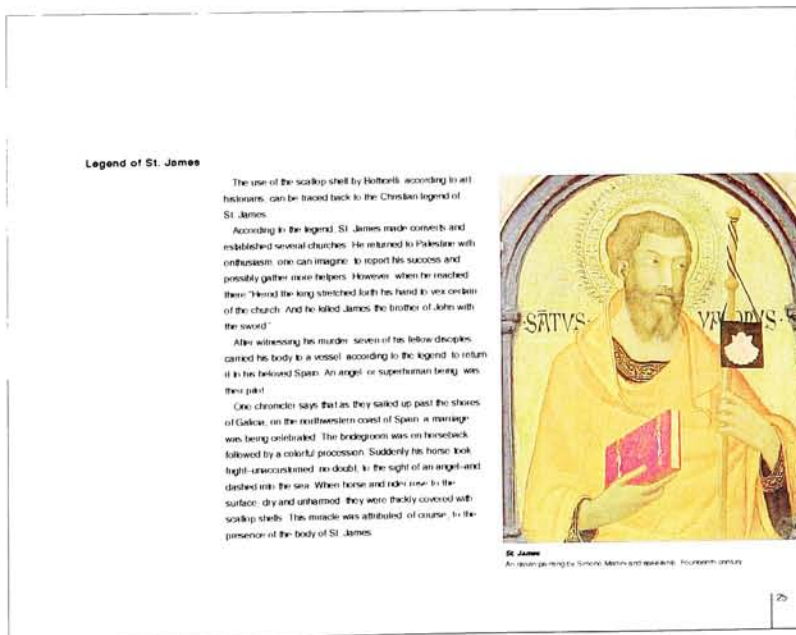 Legend of St. James
The use of the scallop shell by Botticelli according to art
historians can be traced back to the Christian legend of
St. James
According to the legend, St. James made converts and
established several churches. He returned to Palestine with
enthusiasm, one can imagine to report his success and
possibly gather more helpers. However when he reached
there "Herod the king stretched forth his hand to vex certain
of the church And he killed James the brother of John with
the sword"
After witnessing his murder seven of his fellow disciples
carried his body to a vessel according to the legend to return
it to his beloved Spain An angel or superhuman being was
their pilot
One chronicler says that as they sailed up past the shores
of Galicia, on the northwestern coast of Spain a marriage
was being celebrated The bridegroom was on horseback
followed by a colorful procession Suddenly his horse took
fright–unaccustomed no doubt, to the sight of an angel–and
dashed into the sea When horse and rider rose to the
surface dry and unharmed they were thickly covered with
scallop shells This miracle was attributed of course, to the
presence of the body of St. James
·SĀTVS·
St. James
painting by Simone Martini and Fourteenth century
25